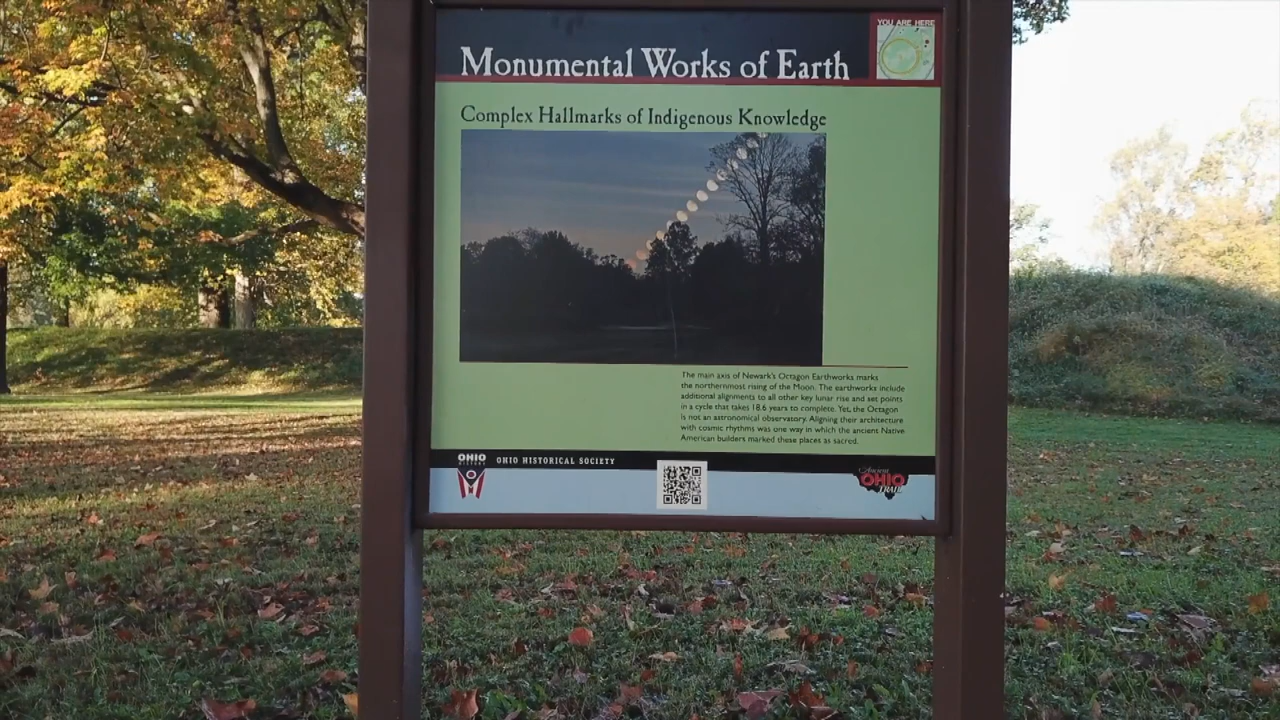 YOU ARE HERE
Monumental Works of Earth
Complex Hallmarks of Indigenous Knowledge
The main axis of Newark's Octagon Earthworks marks
the northernmost rising of the Moon. The earthworks include
additional alignments to all other key lunar rise and set points
in a cycle that takes 18.6 years to complete. Yet, the Octagon
is not an astronomical observatory. Aligning their architecture
with cosmic rhythms was one way in which the ancient Native
American builders marked these places as sacred.
OHIO
HISTORY
OHIO HISTORICAL SOCIETY
Ancient
OHIO
TRAIL